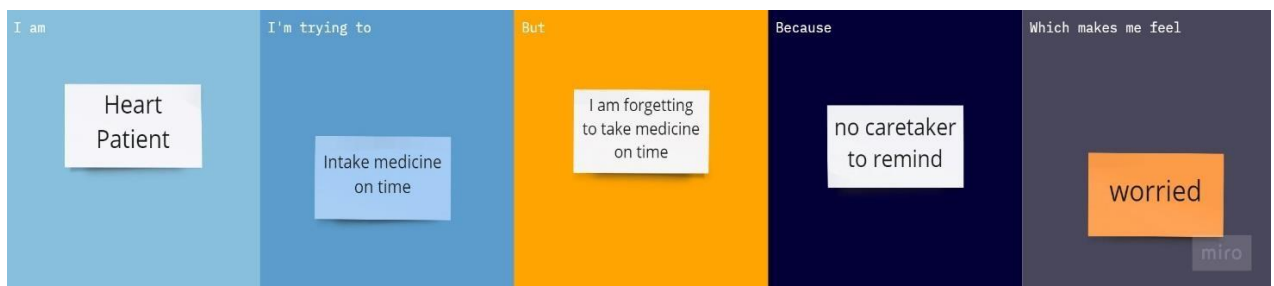 I am
Heart
Patient
I'm trying to
Intake medicine
on time
But
I am forgetting
to take medicine
on time
Because
no caretaker
to remind
Which makes me feel
worried
miro